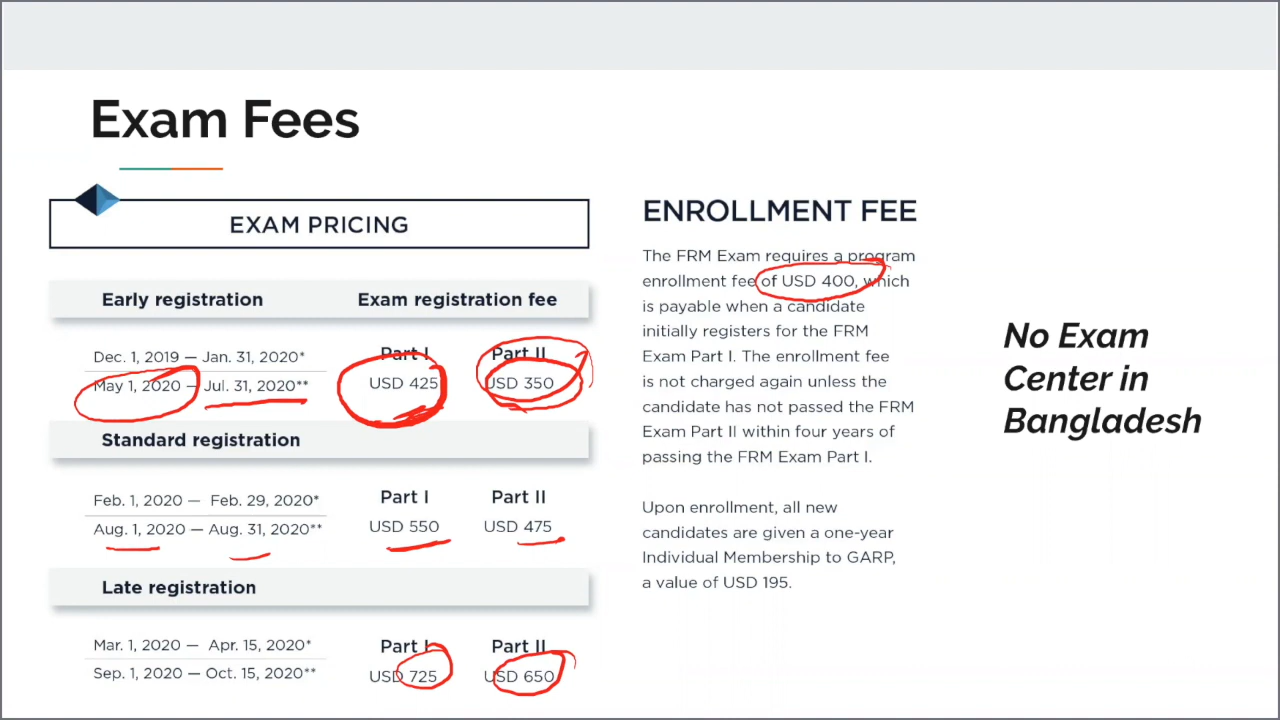 Exam Fees
EXAM PRICING
Early registration Exam registration fee
Part I Part II
Dec. 1, 2019 — Jan. 31, 2020*
May 1, 2020 — Jul. 31, 2020** USD 425 USD 350
Standard registration
Feb. 1, 2020 — Feb. 29, 2020* Part I Part II
Aug. 1, 2020 — Aug. 31, 2020** USD 550 USD 475
Late registration
Mar. 1, 2020 — Apr. 15, 2020* Part I Part II
Sep. 1, 2020 — Oct. 15, 2020** USD 725 USD 650
ENROLLMENT FEE
The FRM Exam requires a program
enrollment fee of USD 400, which
is payable when a candidate
initially registers for the FRM
Exam Part I. The enrollment fee
is not charged again unless the
candidate has not passed the FRM
Exam Part II within four years of
passing the FRM Exam Part I.
Upon enrollment, all new
candidates are given a one-year
Individual Membership to GARP,
a value of USD 195.
No Exam
Center in
Bangladesh